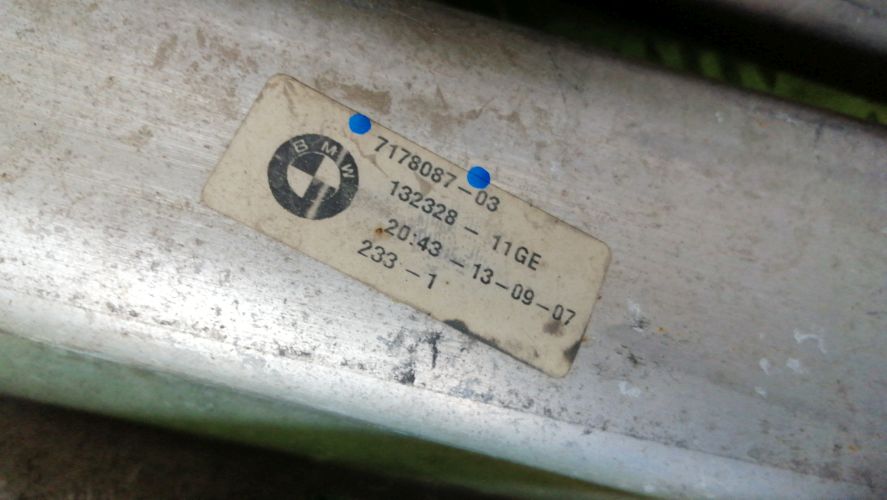 BMW
7178087-03
132328 - 11GE
20:43 - 13-09-07
233 - 1